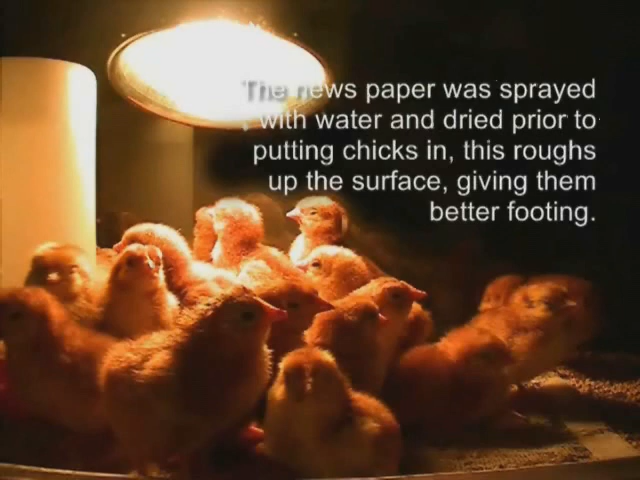 The news paper was sprayed
with water and dried prior to
putting chicks in, this roughs
up the surface, giving them
better footing.